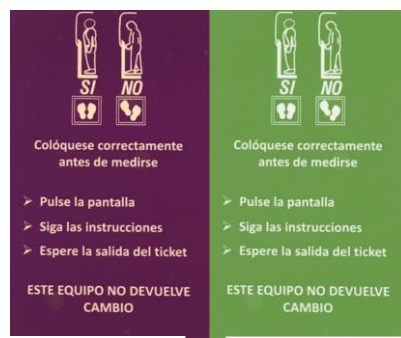 SI NO
Colóquese correctamente
antes de medirse
➢ Pulse la pantalla
➢ Siga las instrucciones
➢ Espere la salida del ticket
ESTE EQUIPO NO DEVUELVE
CAMBIO
SI NO
Colóquese correctamente
antes de medirse
➢ Pulse la pantalla
➢ Siga las instrucciones
➢ Espere la salida del ticket
ESTE EQUIPO NO DEVUELVE
CAMBIO